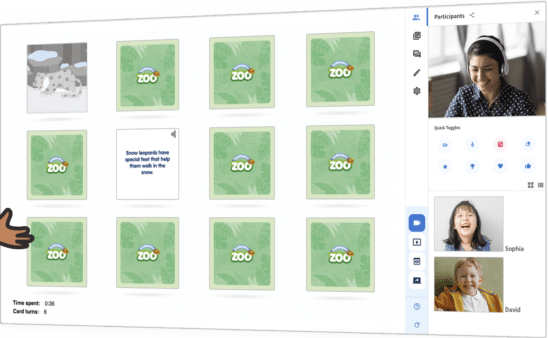 Participants
ZOO
ZOO
ZOO
Quick Toggles
ZOO
Snow leopards have
special feet that help
them walk in the
snow.
ZOO
ZOO
ZOO
ZOO
ZOO
ZOO
Sophia
David
Time spent: 0:36
Card turns: 6